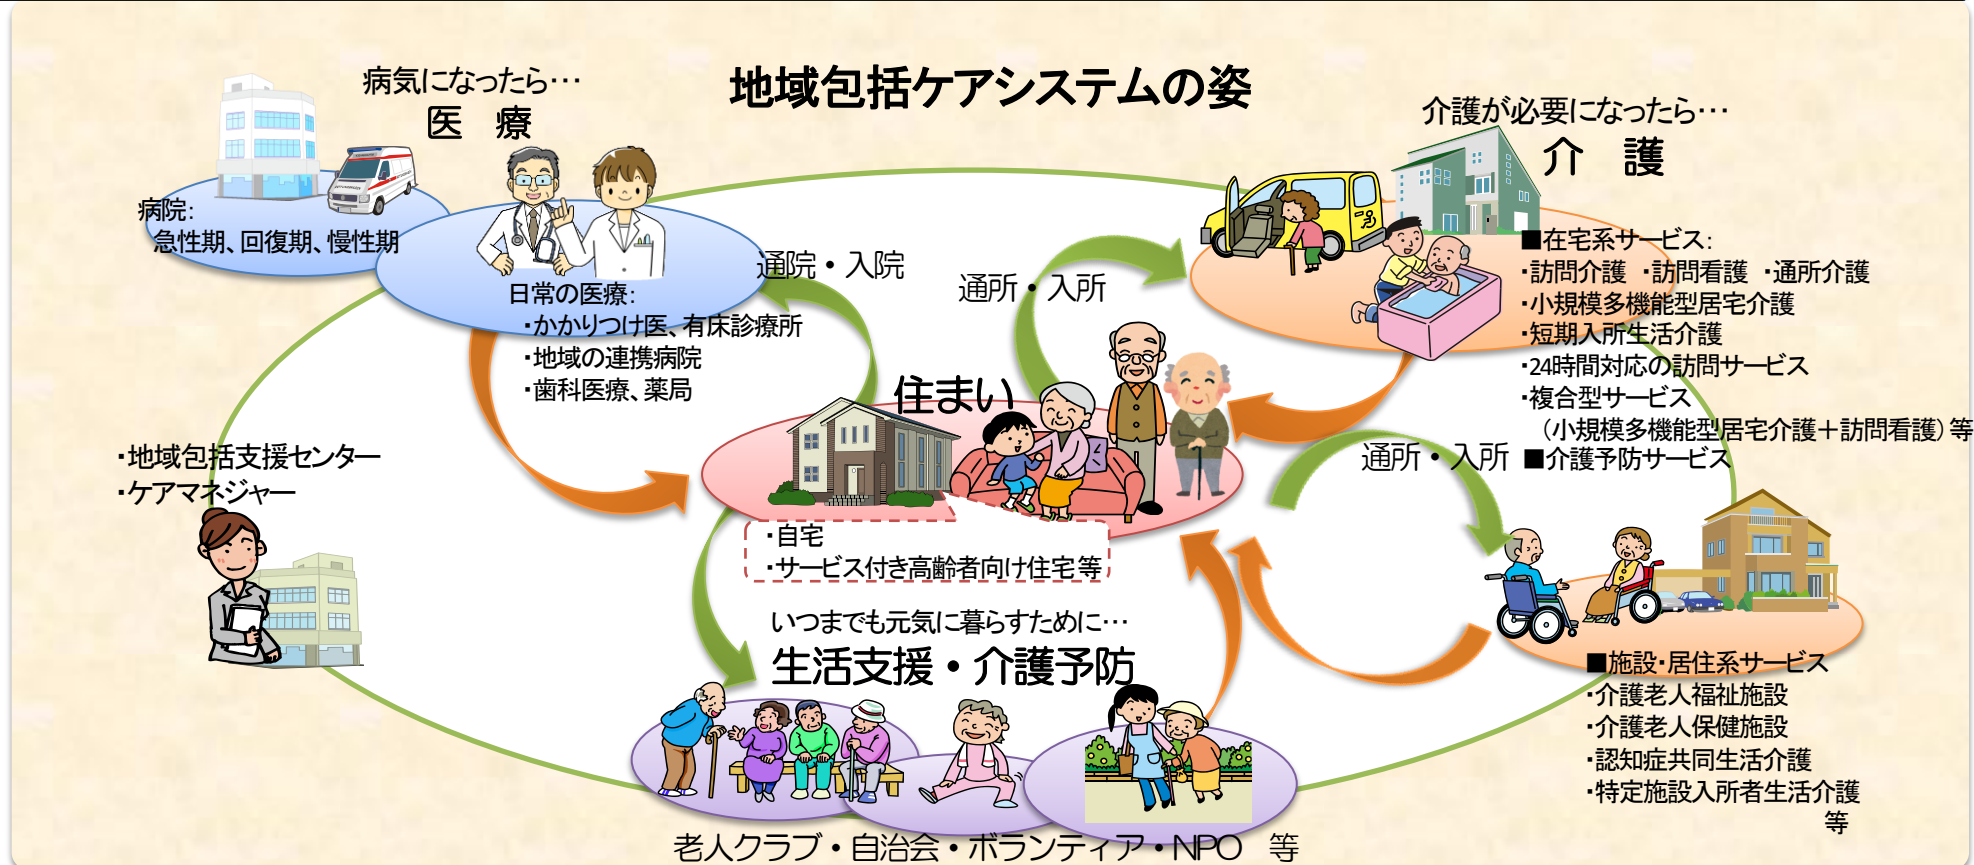 地域包括ケアシステムの姿
病気になったら…
医　療
病院：
急性期、回復期、慢性期
日常の医療：
・かかりつけ医、有床診療所
・地域の連携病院
・歯科医療、薬局
通院・入院
通所・入所
介護が必要になったら…
介　護
■在宅系サービス：
・訪問介護 ・訪問看護 ・通所介護
・小規模多機能型居宅介護
・短期入所生活介護
・24時間対応の訪問サービス
・複合型サービス
（小規模多機能型居宅介護＋訪問看護）等
■介護予防サービス
通所・入所
住まい
・自宅
・サービス付き高齢者向け住宅等
・地域包括支援センター
・ケアマネジャー
いつまでも元気に暮らすために…
生活支援・介護予防
■施設・居住系サービス
・介護老人福祉施設
・介護老人保健施設
・認知症共同生活介護
・特定施設入所者生活介護
等
老人クラブ・自治会・ボランティア・NPO　等